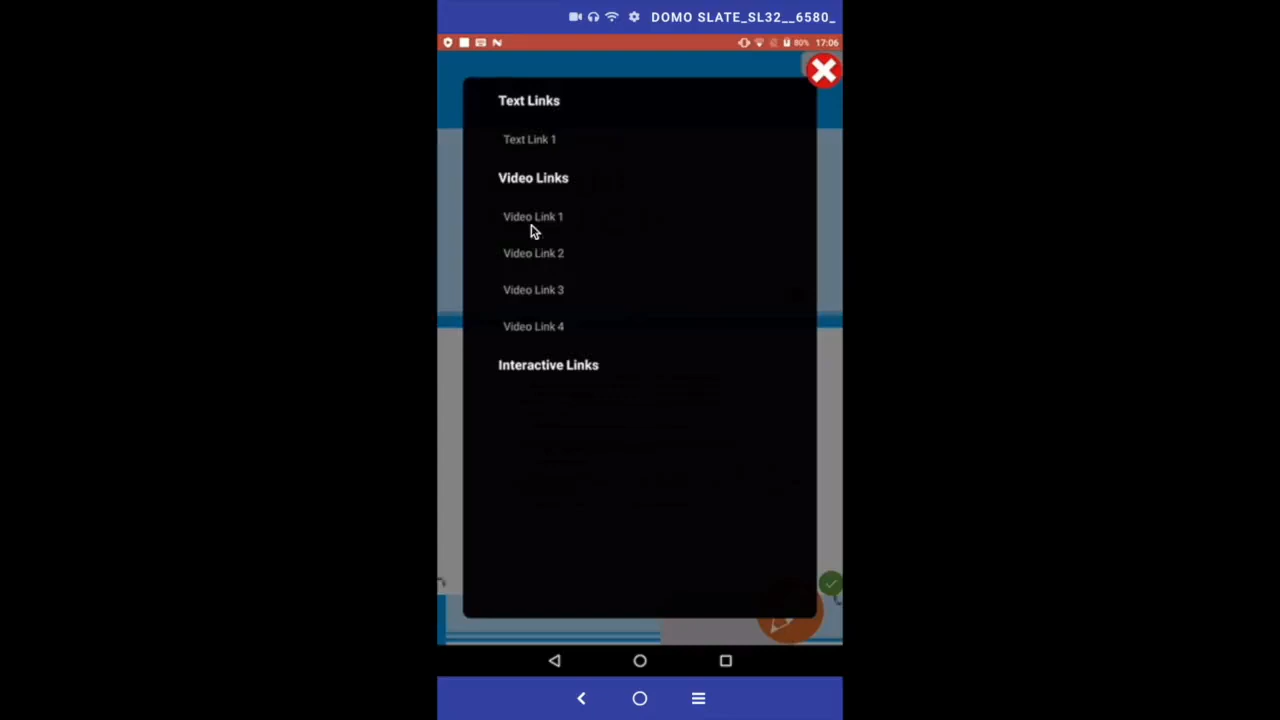 DOMO SLATE_SL32__6580_
80% 17:06
Text Links
Text Link 1
Video Links
Video Link 1
Video Link 2
Video Link 3
Video Link 4
Interactive Links